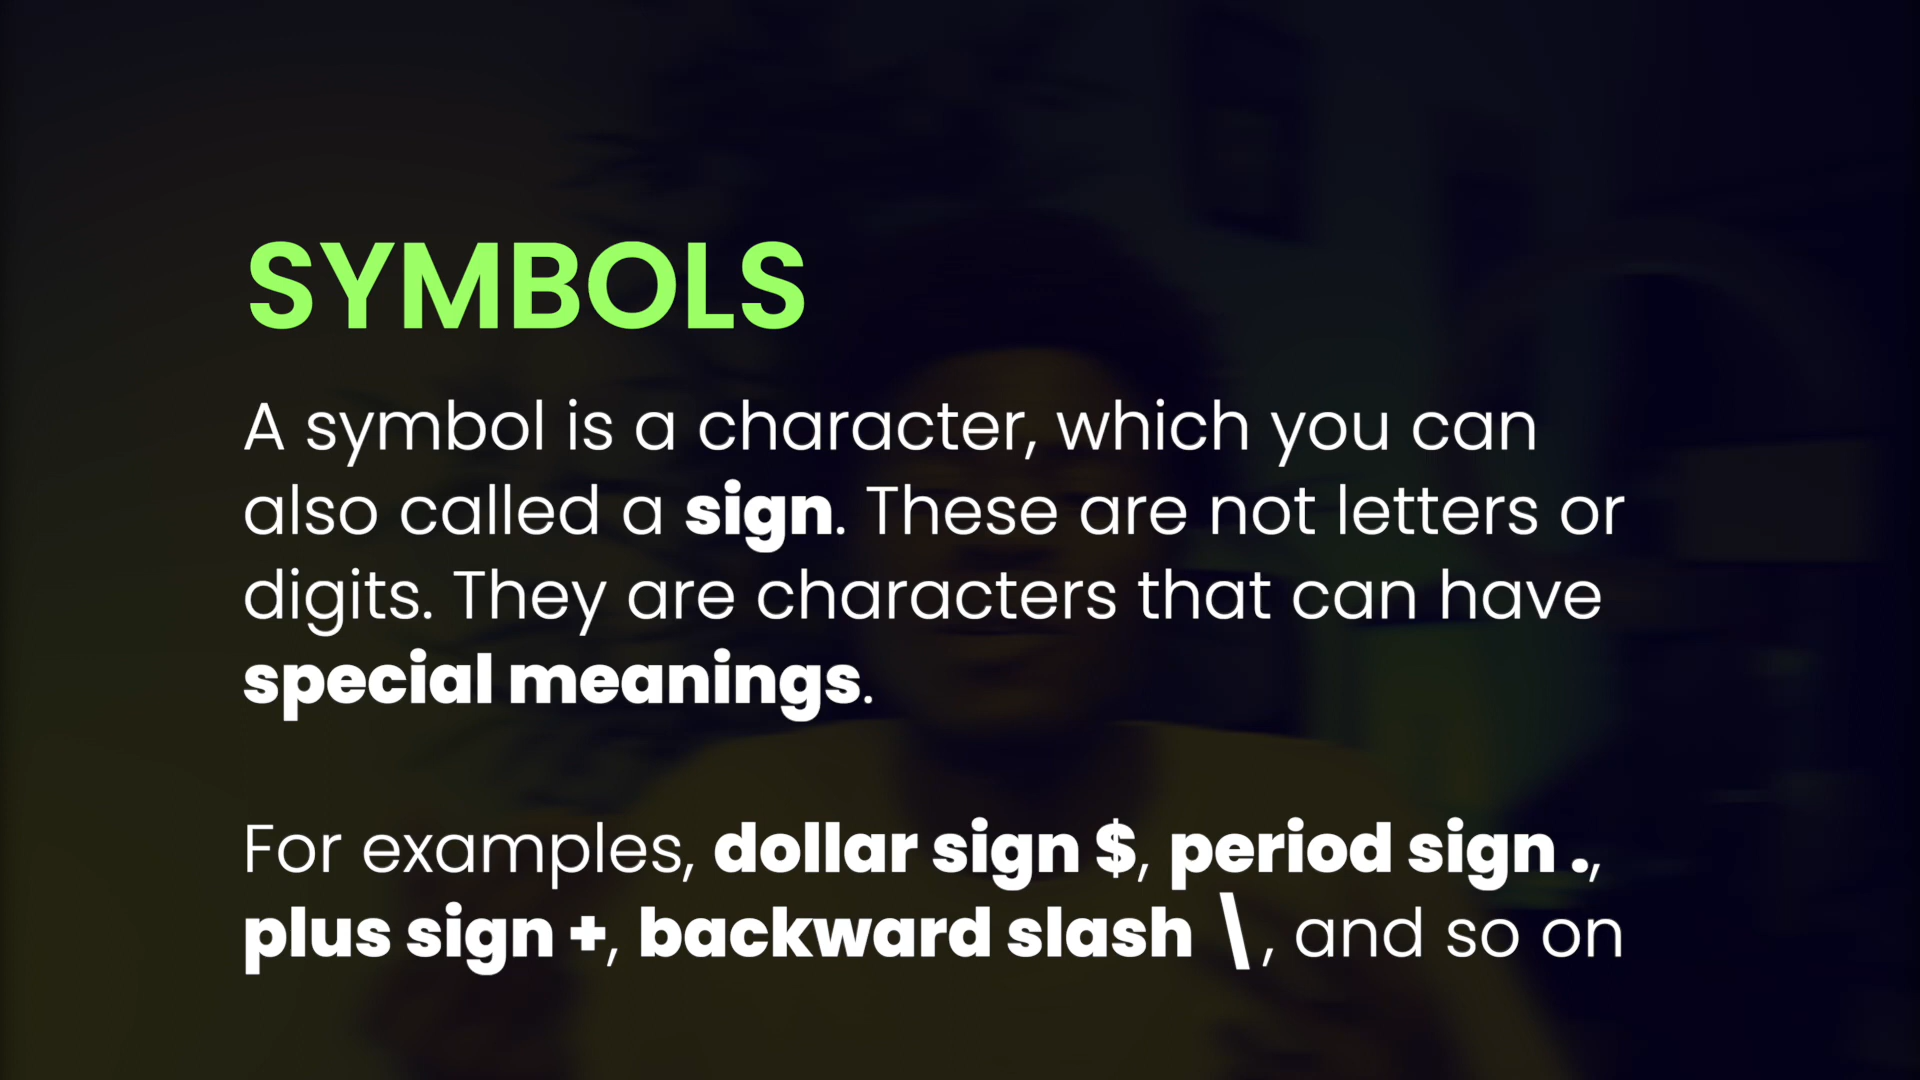 SYMBOLS
A symbol is a character, which you can
also called a sign. These are not letters or
digits. They are characters that can have
special meanings.
For examples, dollar sign $, period sign .,
plus sign +, backward slash \, and so on